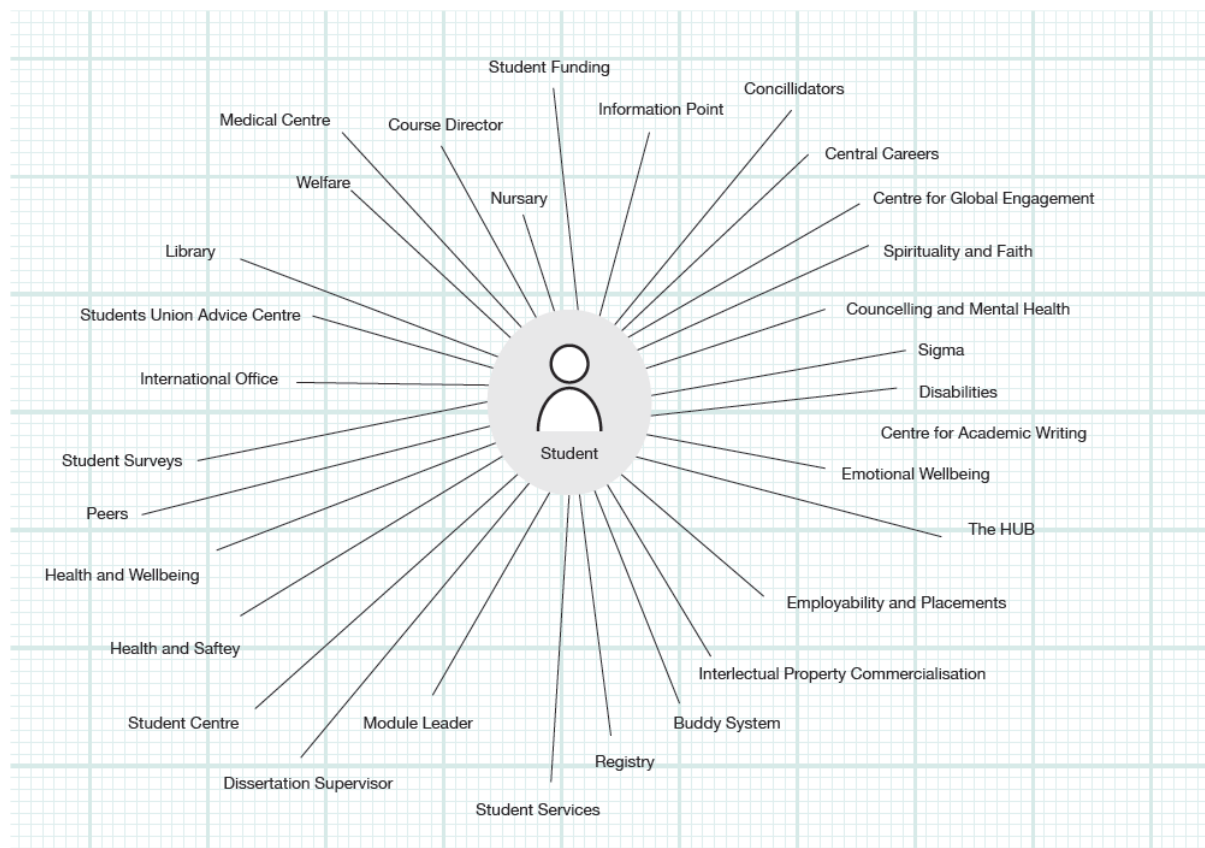 Student Funding
Concillidators
Information Point
Medical Centre
Course Director
Central Careers
Welfare
Nursary
Centre for Global Engagement
Library
Spirituality and Faith
Students Union Advice Centre
Councelling and Mental Health
Sigma
International Office
Disabilities
Centre for Academic Writing
Student
Student Surveys
Emotional Wellbeing
Peers
The HUB
Health and Wellbeing
Employability and Placements
Health and Saftey
Interlectual Property Commercialisation
Student Centre
Module Leader
Buddy System
Registry
Dissertation Supervisor
Student Services